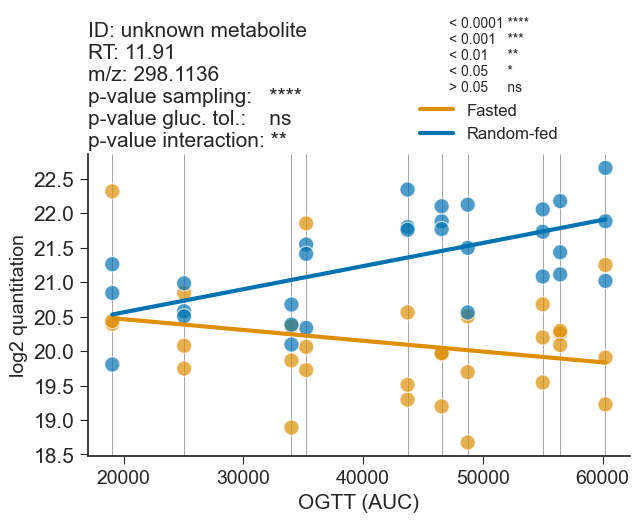 ID: unknown metabolite
RT: 11.91
m/z: 298.1136
p-value sampling: ****
p-value gluc. tol.: ns
p-value interaction: **
< 0.0001 ****
< 0.001 ***
< 0.01 **
< 0.05 *
> 0.05 ns
Fasted
Random-fed
22.5
22.0
21.5
21.0
20.5
20.0
19.5
19.0
18.5
log2 quantitation
20000 30000 40000 50000 60000
OGTT (AUC)